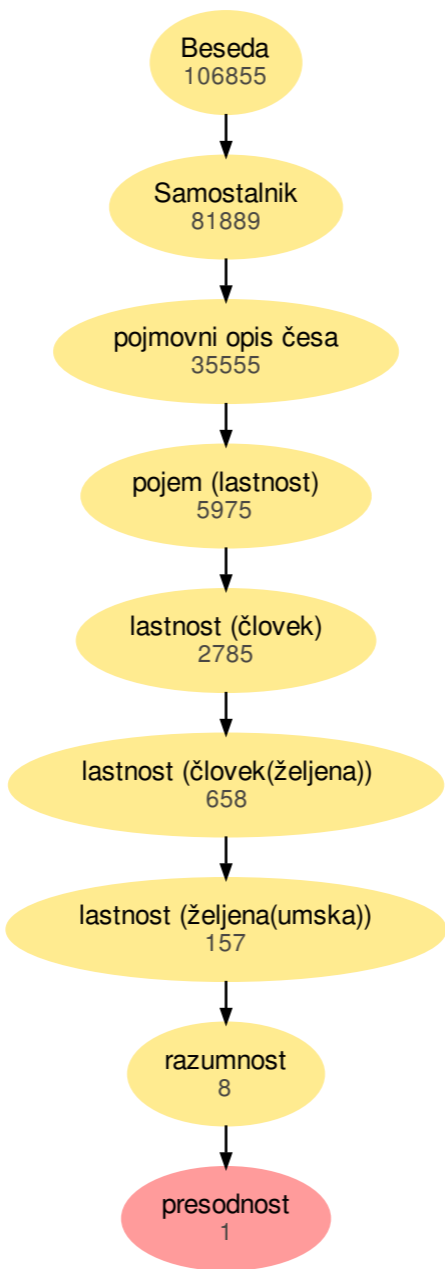 Beseda
106855
Samostalnik
81889
pojmovni opis česa
35555
pojem (lastnost)
5975
lastnost (človek)
2785
lastnost (človek(željena))
658
lastnost (željena(umska))
157
razumnost
8
presodnost
1